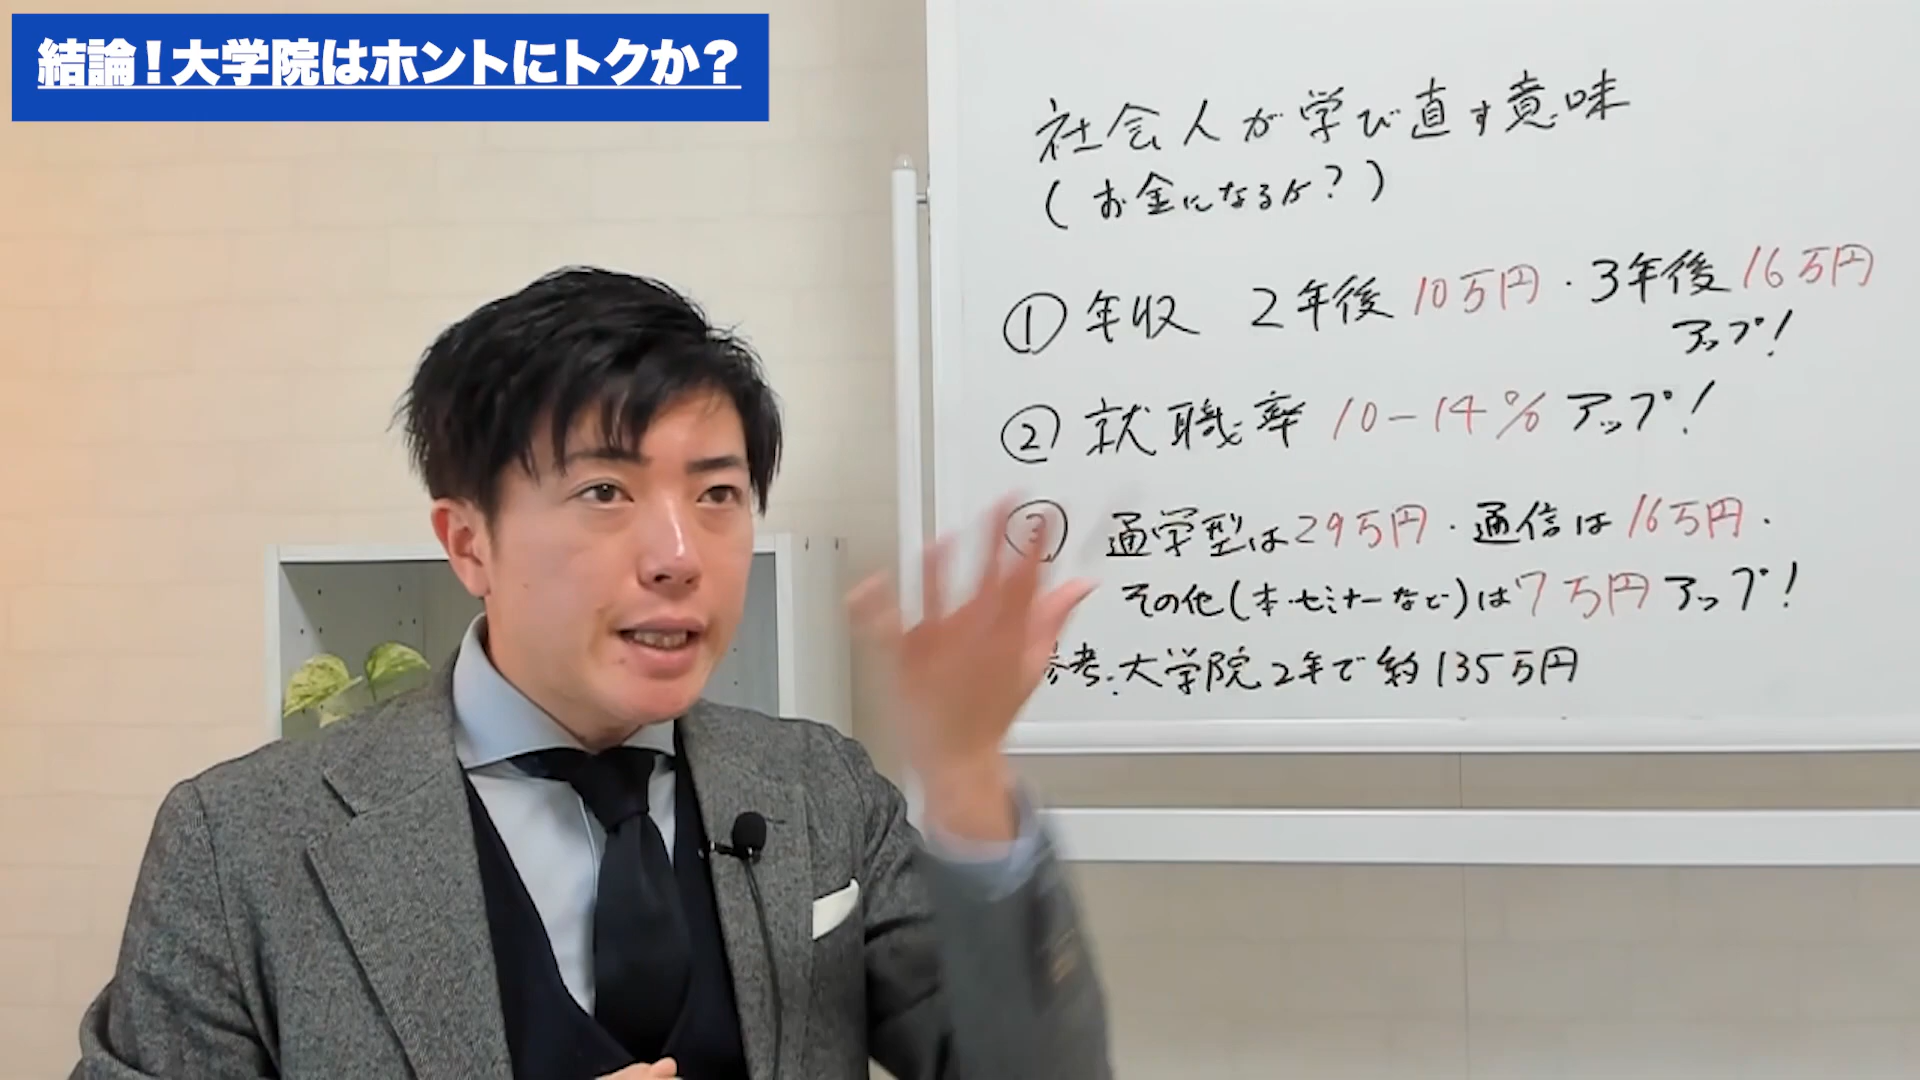 結論！大学院はホントにトクか？
社会人が学び直す意味
(お金になるか?)
① 年収 2年後 10万円・3年後 16万円
アップ!
② 就職率 10-14% アップ!
③ 通学型は29万円・通信は16万円・
その他(本・セミナーなど)は7万円アップ!
参考:大学院2年で約135万円